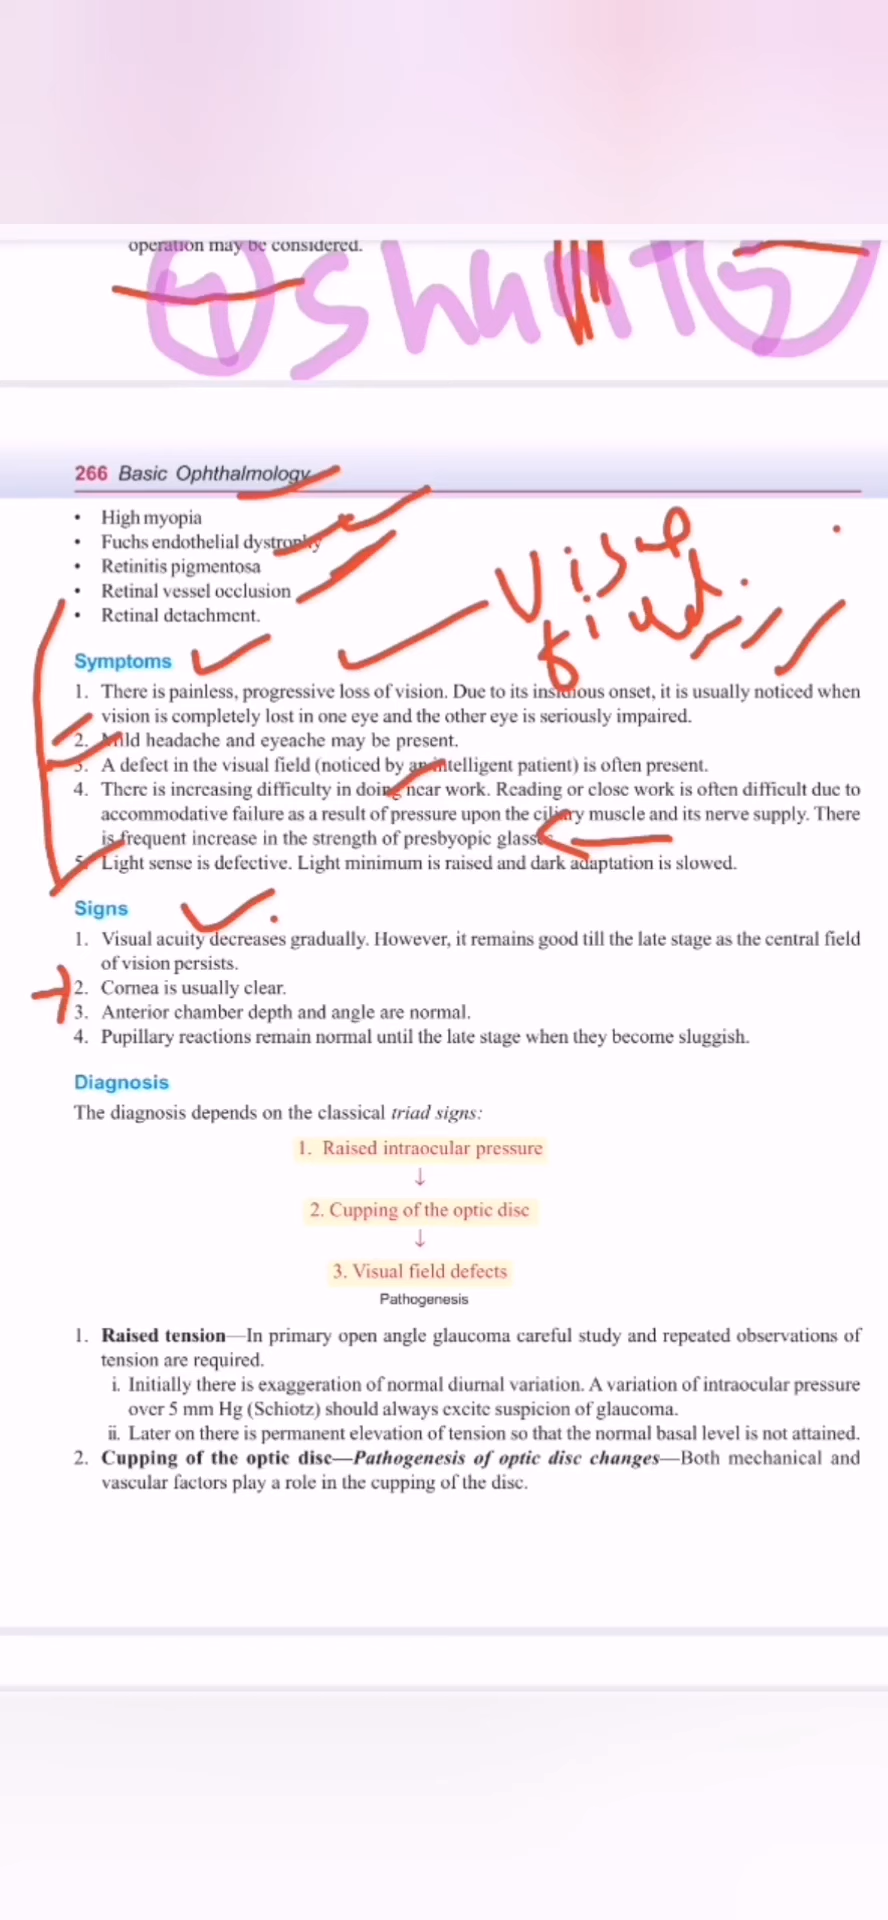 operation may be considered.
1 shunts
266 Basic Ophthalmology
• High myopia
• Fuchs endothelial dystrophy
• Retinitis pigmentosa
• Retinal vessel occlusion
• Retinal detachment.
Symptoms
1. There is painless, progressive loss of vision. Due to its insidious onset, it is usually noticed when
vision is completely lost in one eye and the other eye is seriously impaired.
2. Mild headache and eyeache may be present.
3. A defect in the visual field (noticed by an intelligent patient) is often present.
4. There is increasing difficulty in doing near work. Reading or close work is often difficult due to
accommodative failure as a result of pressure upon the ciliary muscle and its nerve supply. There
is frequent increase in the strength of presbyopic glasses.
5. Light sense is defective. Light minimum is raised and dark adaptation is slowed.
Signs
1. Visual acuity decreases gradually. However, it remains good till the late stage as the central field
of vision persists.
2. Cornea is usually clear.
3. Anterior chamber depth and angle are normal.
4. Pupillary reactions remain normal until the late stage when they become sluggish.
Diagnosis
The diagnosis depends on the classical triad signs:
1. Raised intraocular pressure
↓
2. Cupping of the optic disc
↓
3. Visual field defects
Pathogenesis
1. Raised tension—In primary open angle glaucoma careful study and repeated observations of
tension are required.
i. Initially there is exaggeration of normal diurnal variation. A variation of intraocular pressure
over 5 mm Hg (Schiotz) should always excite suspicion of glaucoma.
ii. Later on there is permanent elevation of tension so that the normal basal level is not attained.
2. Cupping of the optic disc—Pathogenesis of optic disc changes—Both mechanical and
vascular factors play a role in the cupping of the disc.